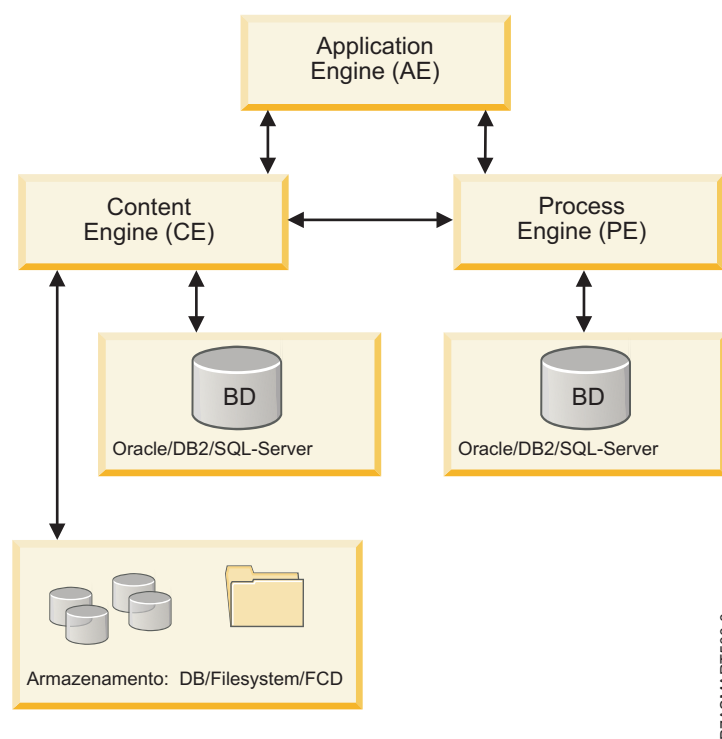 Application
Engine (AE)
Content
Engine (CE)
Process
Engine (PE)
BD
Oracle/DB2/SQL-Server
BD
Oracle/DB2/SQL-Server
Armazenamento: DB/Filesystem/FCD